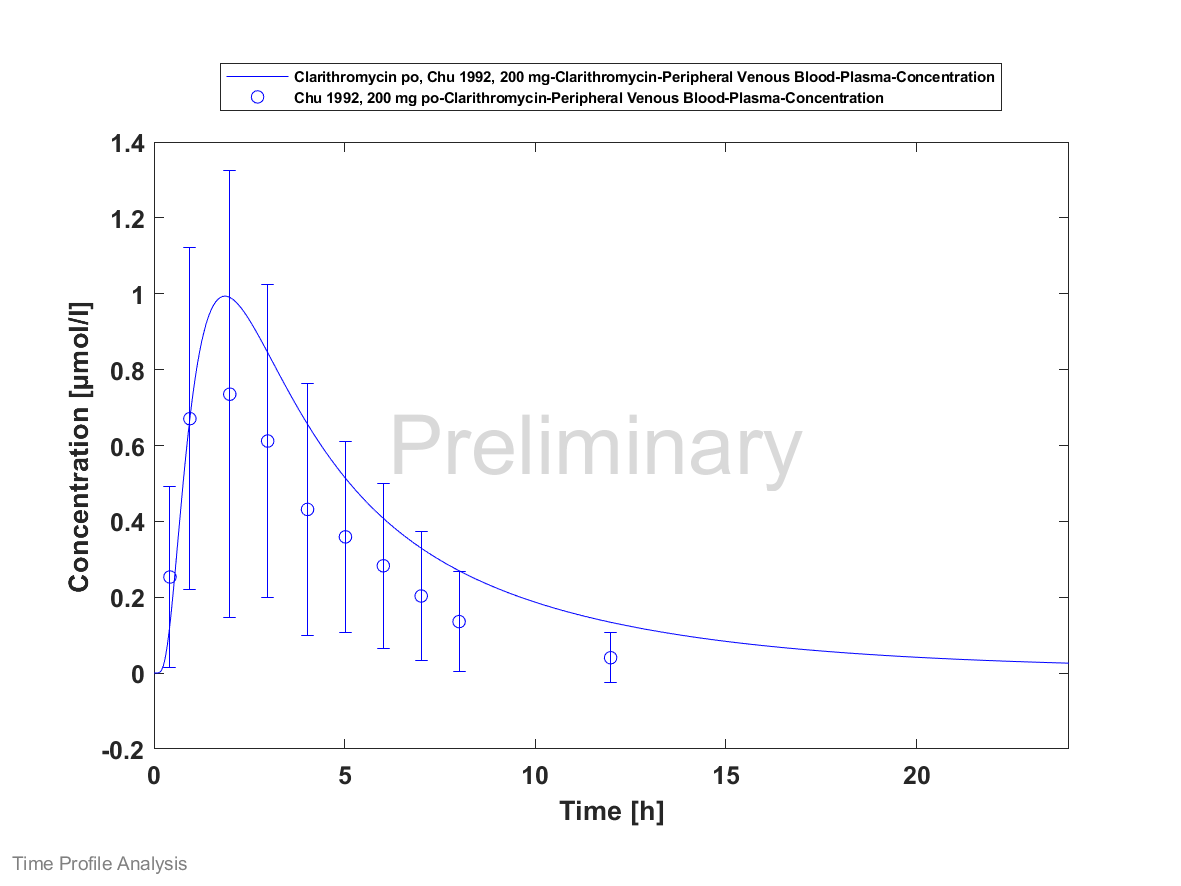 Clarithromycin po, Chu 1992, 200 mg-Clarithromycin-Peripheral Venous Blood-Plasma-Concentration
Chu 1992, 200 mg po-Clarithromycin-Peripheral Venous Blood-Plasma-Concentration
1.4
1.2
1
0.8
0.6
0.4
0.2
0
-0.2
Concentration [µmol/l]
Preliminary
0 5 10 15 20
Time [h]
Time Profile Analysis